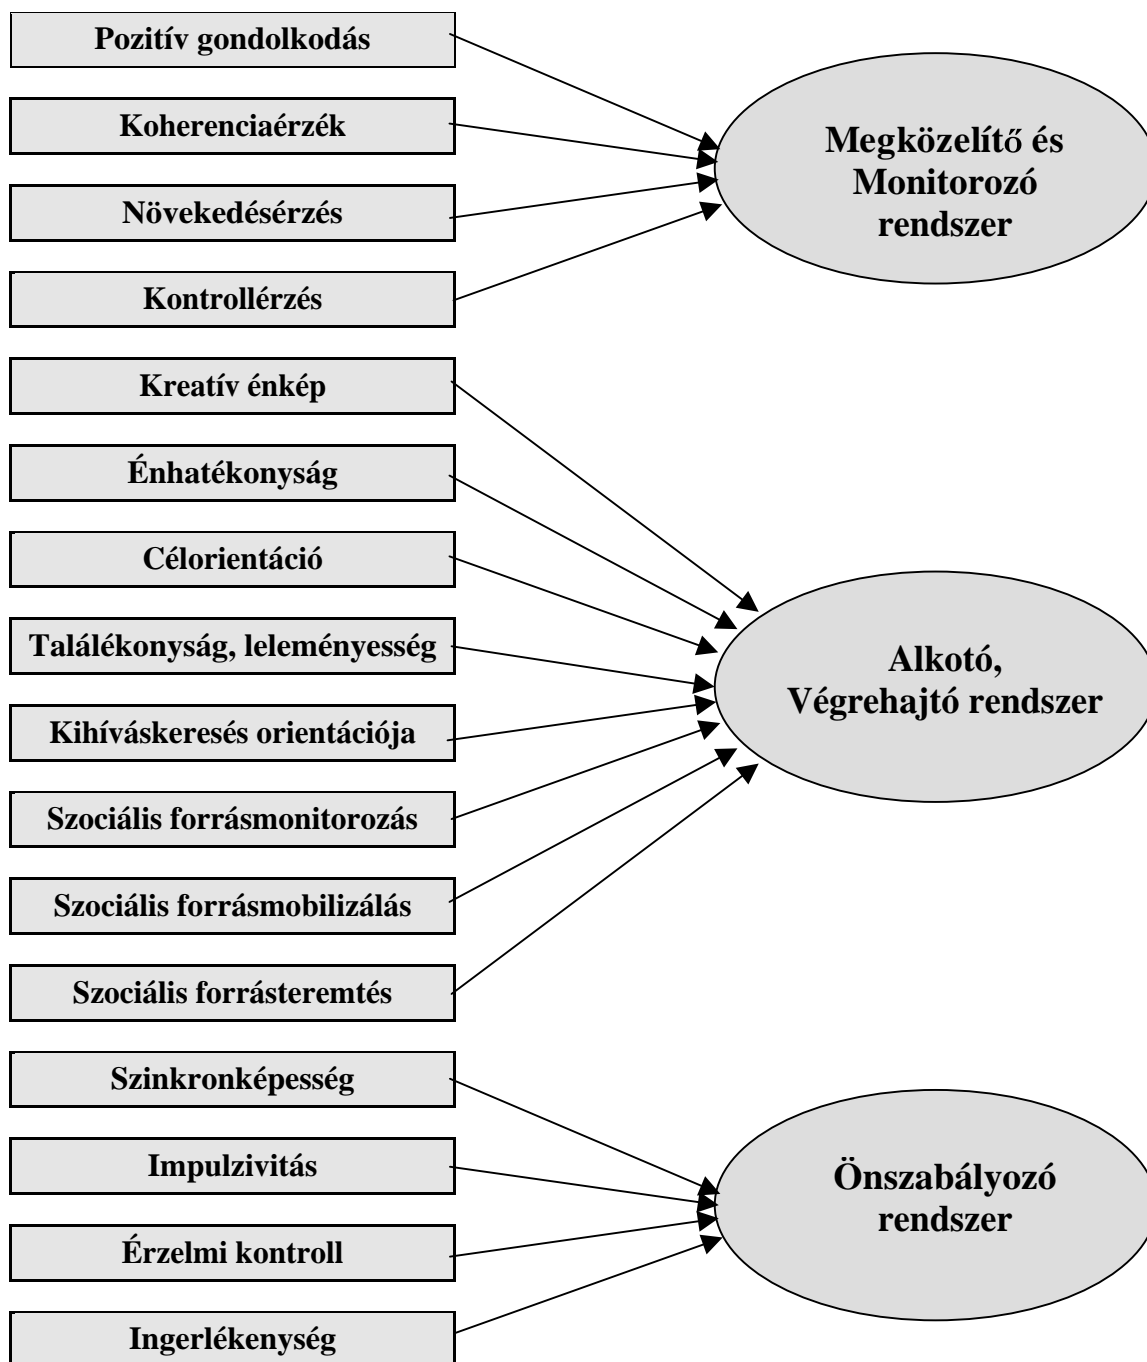 Pozitív gondolkodás
Koherenciaérzék
Növekedésérzés
Kontrollérzés
Megközelítő és
Monitorozó
rendszer
Kreatív énkép
Énhatékonyság
Célorientáció
Találékonyság, leleményesség
Kihíváskeresés orientációja
Szociális forrásmonitorozás
Szociális forrásmobilizálás
Szociális forrásteremtés
Alkotó,
Végrehajtó rendszer
Szinkronképesség
Impulzivitás
Érzelmi kontroll
Ingerlékenység
Önszabályozó
rendszer